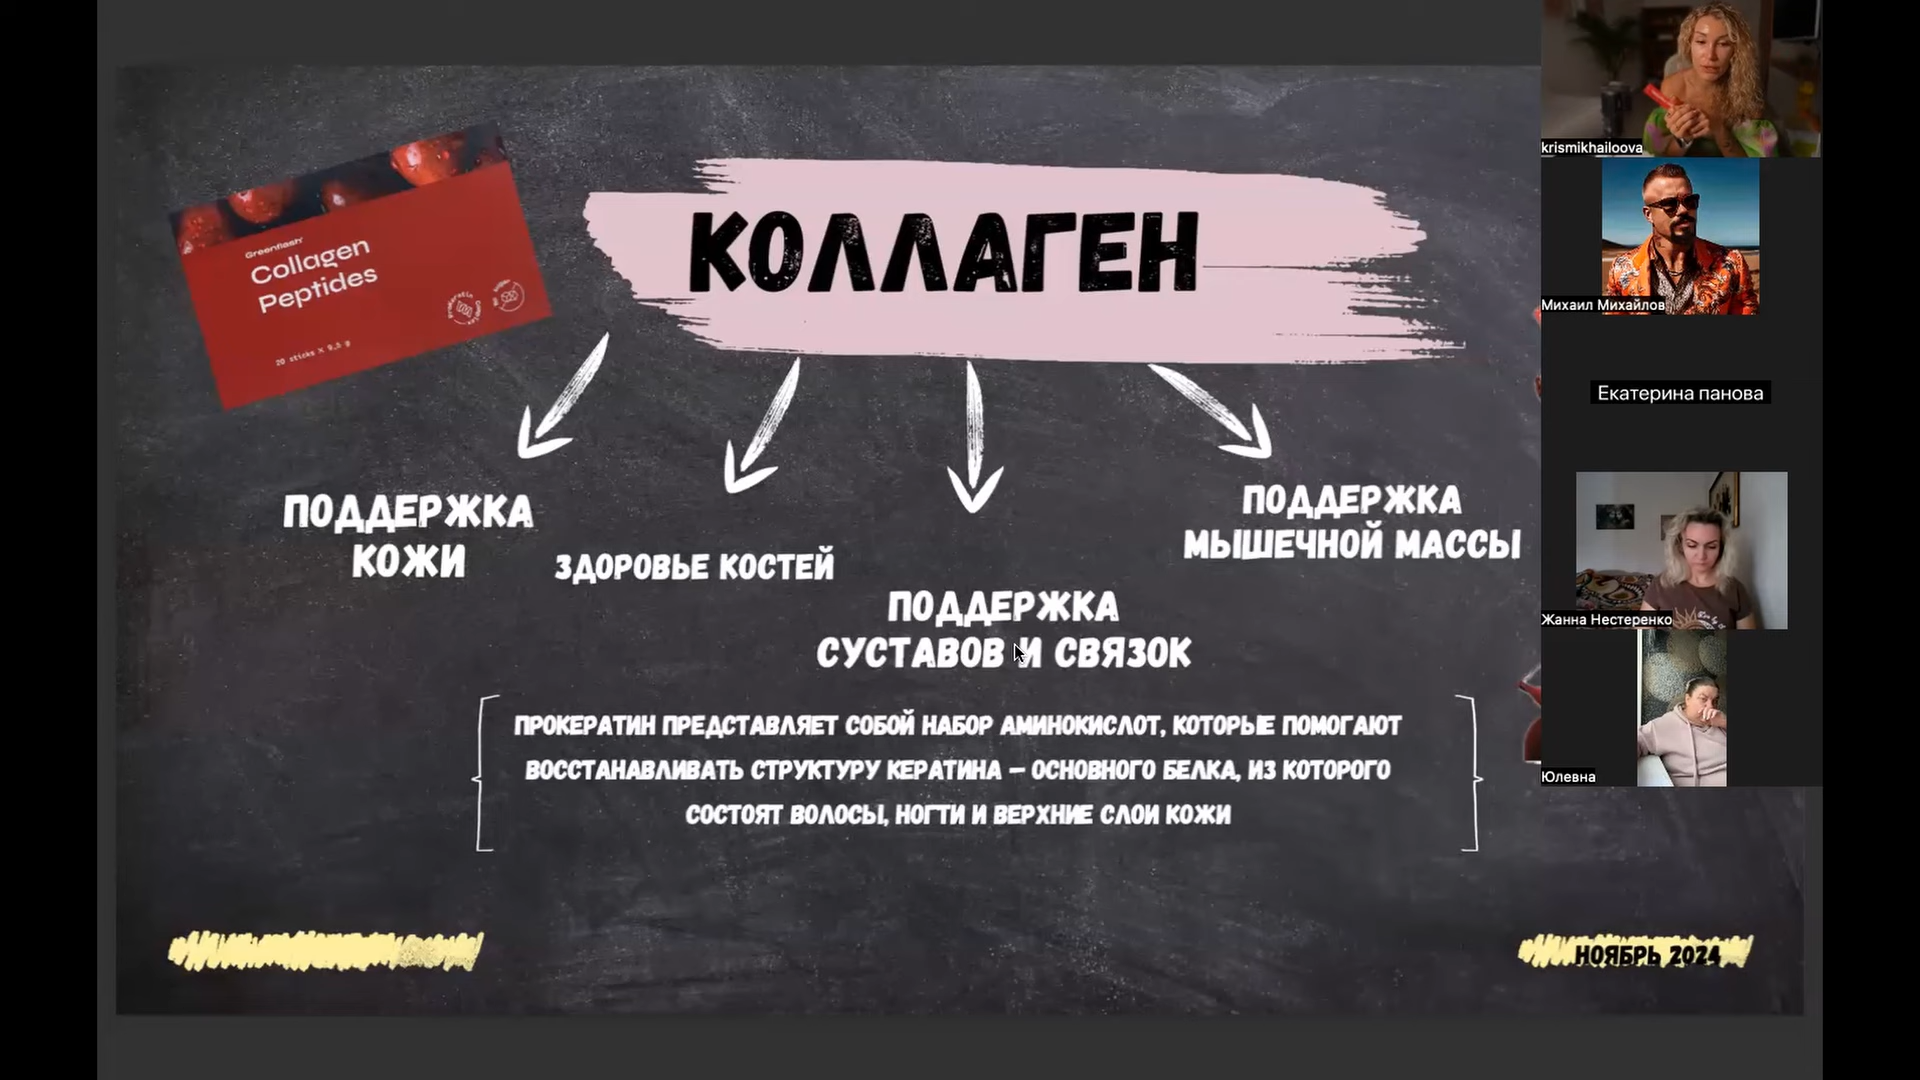 Greenflash
Collagen
Peptides
20 sticks X 9,5 g
КОЛЛАГЕН
ПОДДЕРЖКА
КОЖИ
ЗДОРОВЬЕ КОСТЕЙ
ПОДДЕРЖКА
СУСТАВОВ И СВЯЗОК
ПОДДЕРЖКА
МЫШЕЧНОЙ МАССЫ
ПРОКЕРАТИН ПРЕДСТАВЛЯЕТ СОБОЙ НАБОР АМИНОКИСЛОТ, КОТОРЫЕ ПОМОГАЮТ
ВОССТАНАВЛИВАТЬ СТРУКТУРУ КЕРАТИНА – ОСНОВНОГО БЕЛКА, ИЗ КОТОРОГО
СОСТОЯТ ВОЛОСЫ, НОГТИ И ВЕРХНИЕ СЛОИ КОЖИ
НОЯБРЬ 2024
krismikhailoova
Михаил Михайлов
Екатерина панова
Жанна Нестеренко
Юлевна